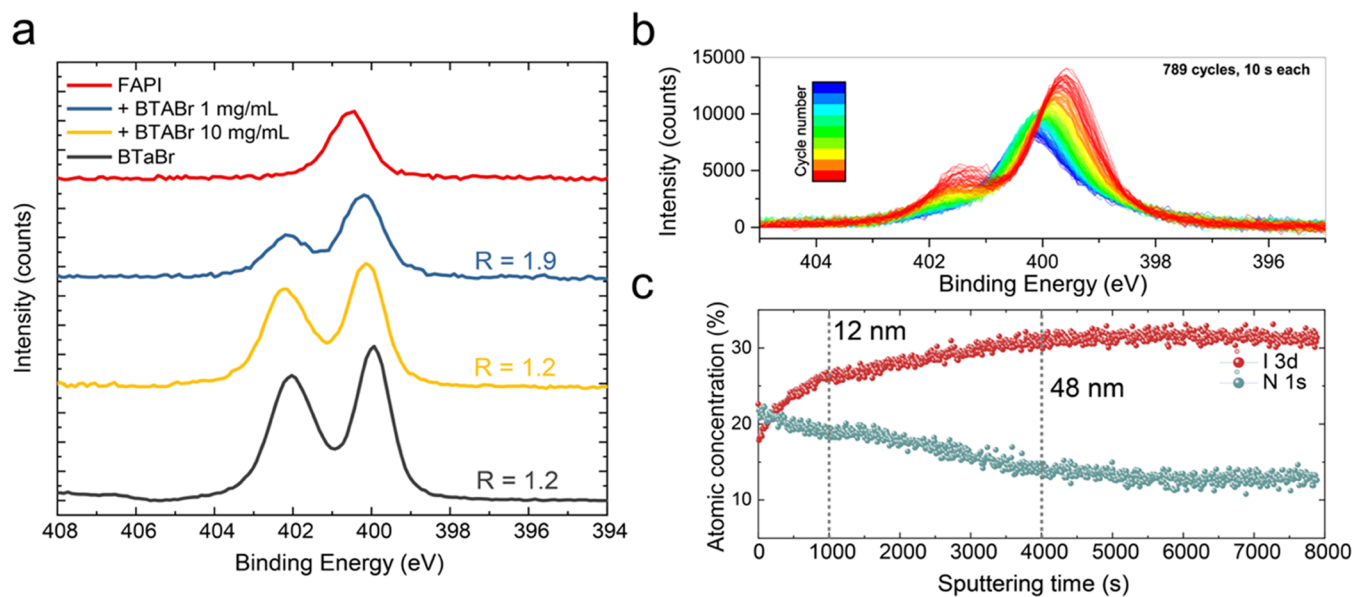 a
FAPI
+ BTABr 1 mg/mL
+ BTABr 10 mg/mL
BTaBr
R = 1.9
R = 1.2
R = 1.2
Intensity (counts)
408 406 404 402 400 398 396 394
Binding Energy (eV)
b
789 cycles, 10 s each
Cycle number
Intensity (counts)
15000
10000
5000
0
404 402 400 398 396
Binding Energy (eV)
c
12 nm
48 nm
I 3d
N 1s
Atomic concentration (%)
30
20
10
0 1000 2000 3000 4000 5000 6000 7000 8000
Sputtering time (s)